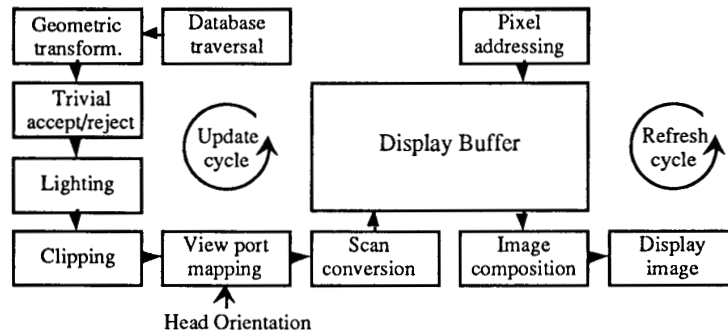 Geometric
transform.
Database
traversal
Pixel
addressing
Trivial
accept/reject
Update
cycle
Display Buffer
Refresh
cycle
Lighting
Clipping
View port
mapping
Scan
conversion
Image
composition
Display
image
Head Orientation